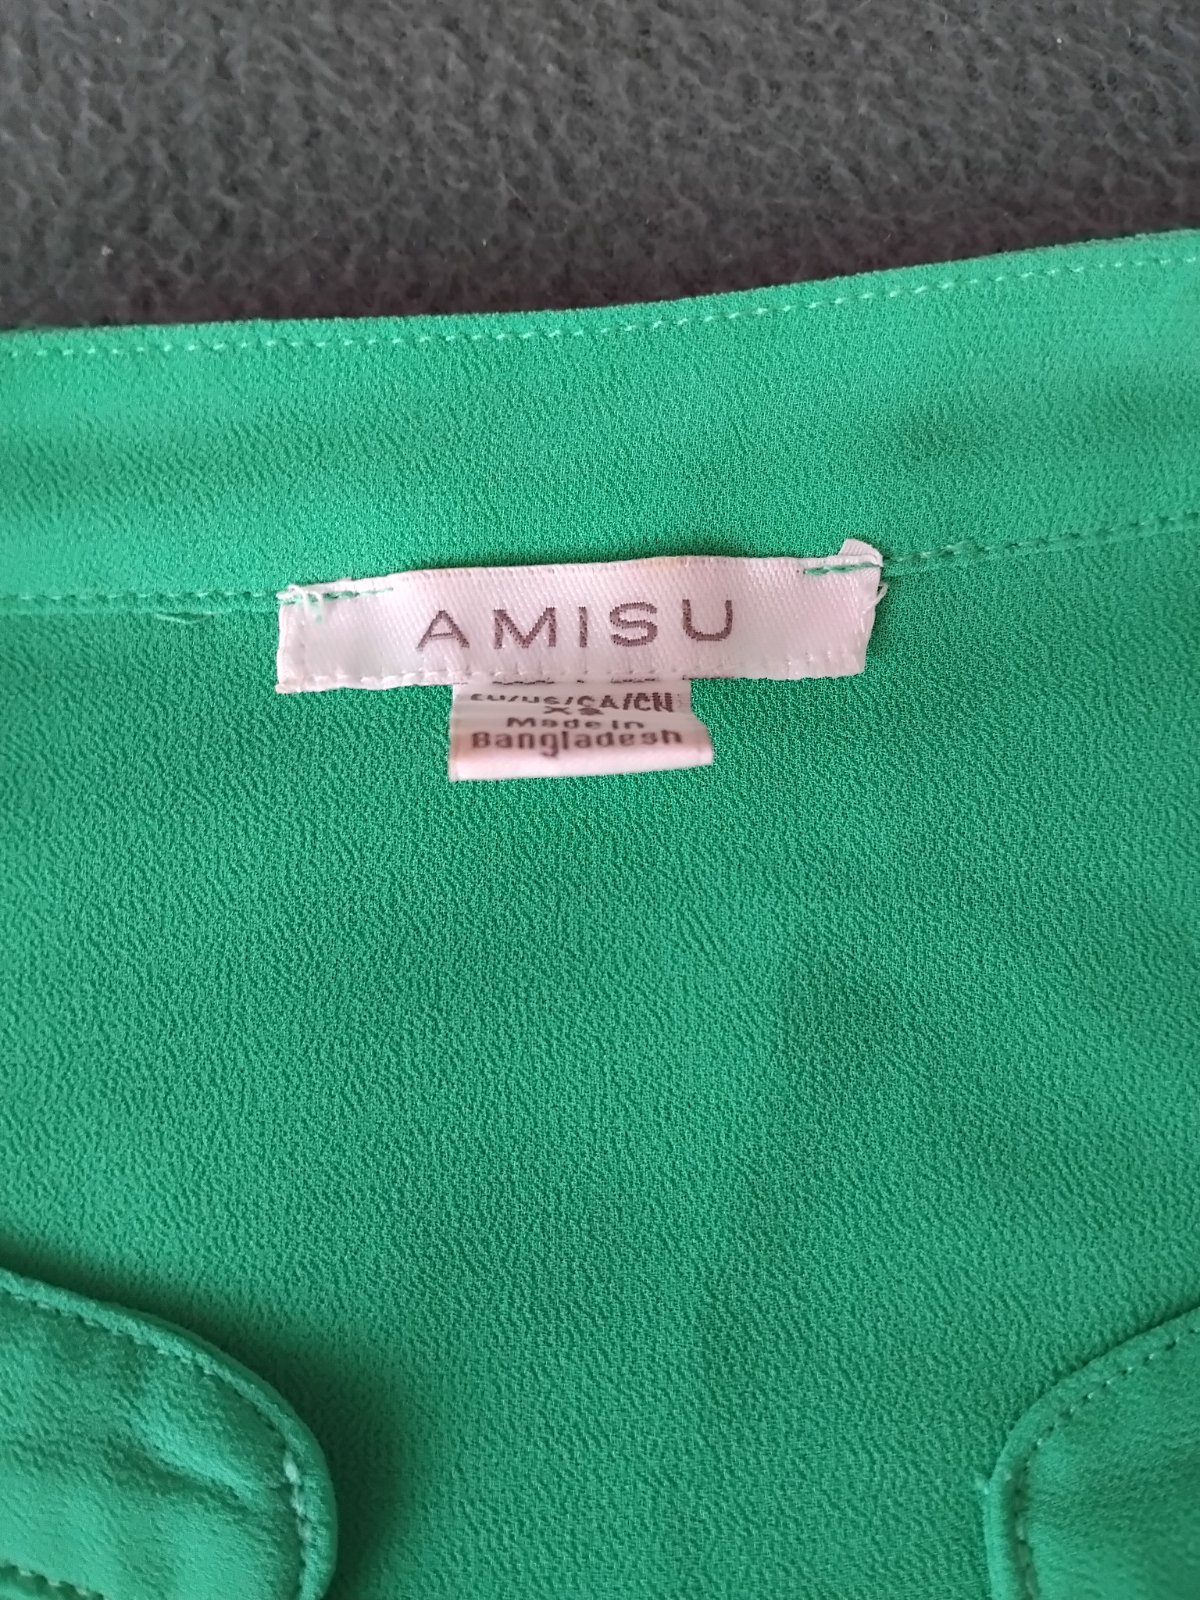 AMISU
EU/US/CA/CN
XS
Made in
Bangladesh